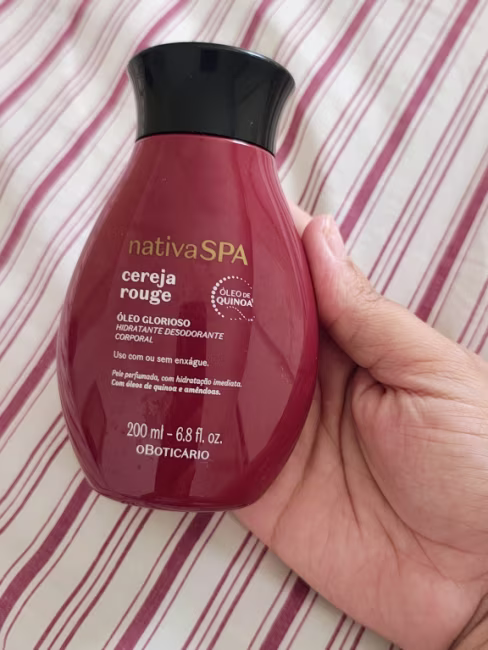 nativaSPA
cereja
rouge
ÓLEO DE
QUINOA
ÓLEO GLORIOSO
HIDRATANTE DESODORANTE
CORPORAL
Uso com ou sem enxágue.
Pele perfumada, com hidratação imediata.
Com óleos de quinoa e amêndoas.
200 ml - 6.8 fl. oz.
oBOTICÁRIO